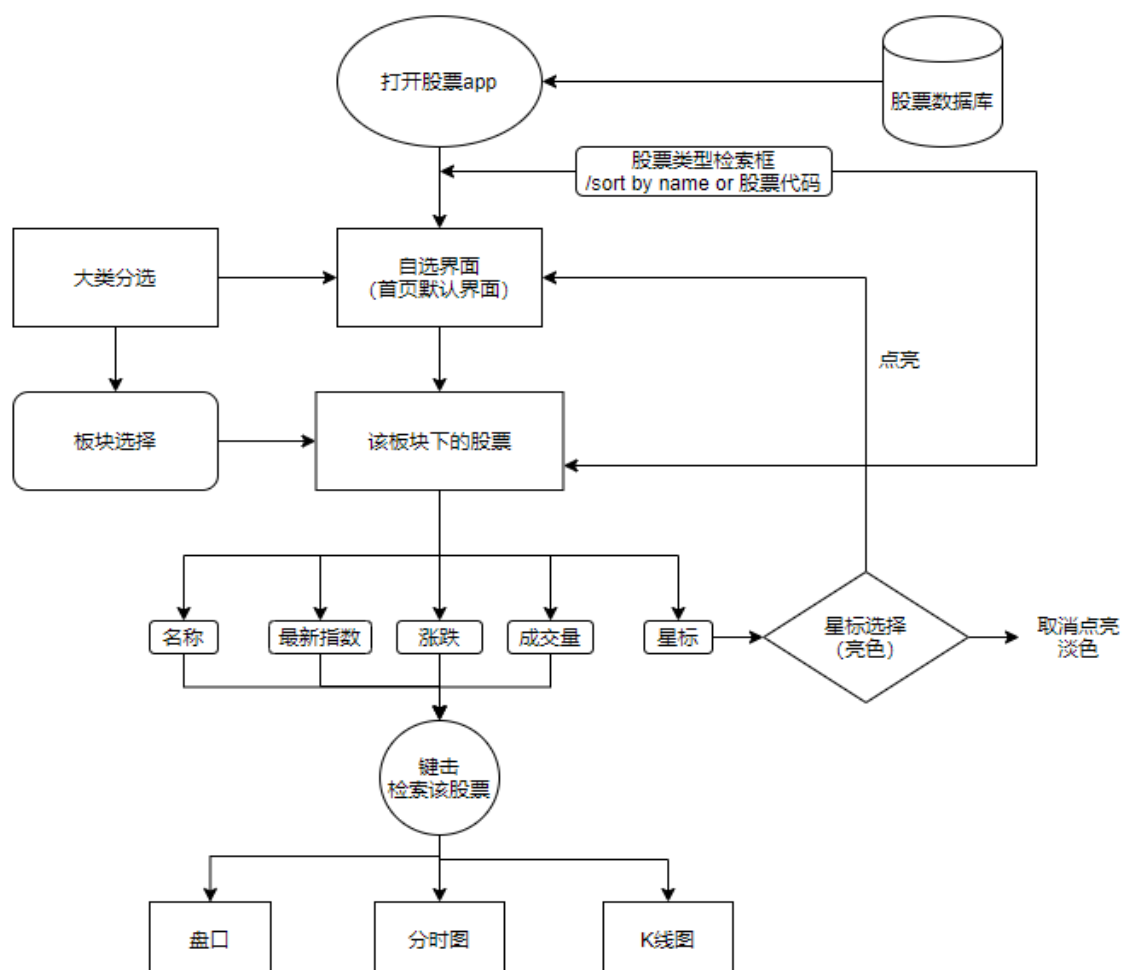 打开股票app
股票数据库
股票类型检索框
/sort by name or 股票代码
大类分选
自选界面
（首页默认界面）
点亮
板块选择
该板块下的股票
名称
最新指数
涨跌
成交量
星标
星标选择
（亮色）
取消点亮
淡色
键击
检索该股票
盘口
分时图
K线图